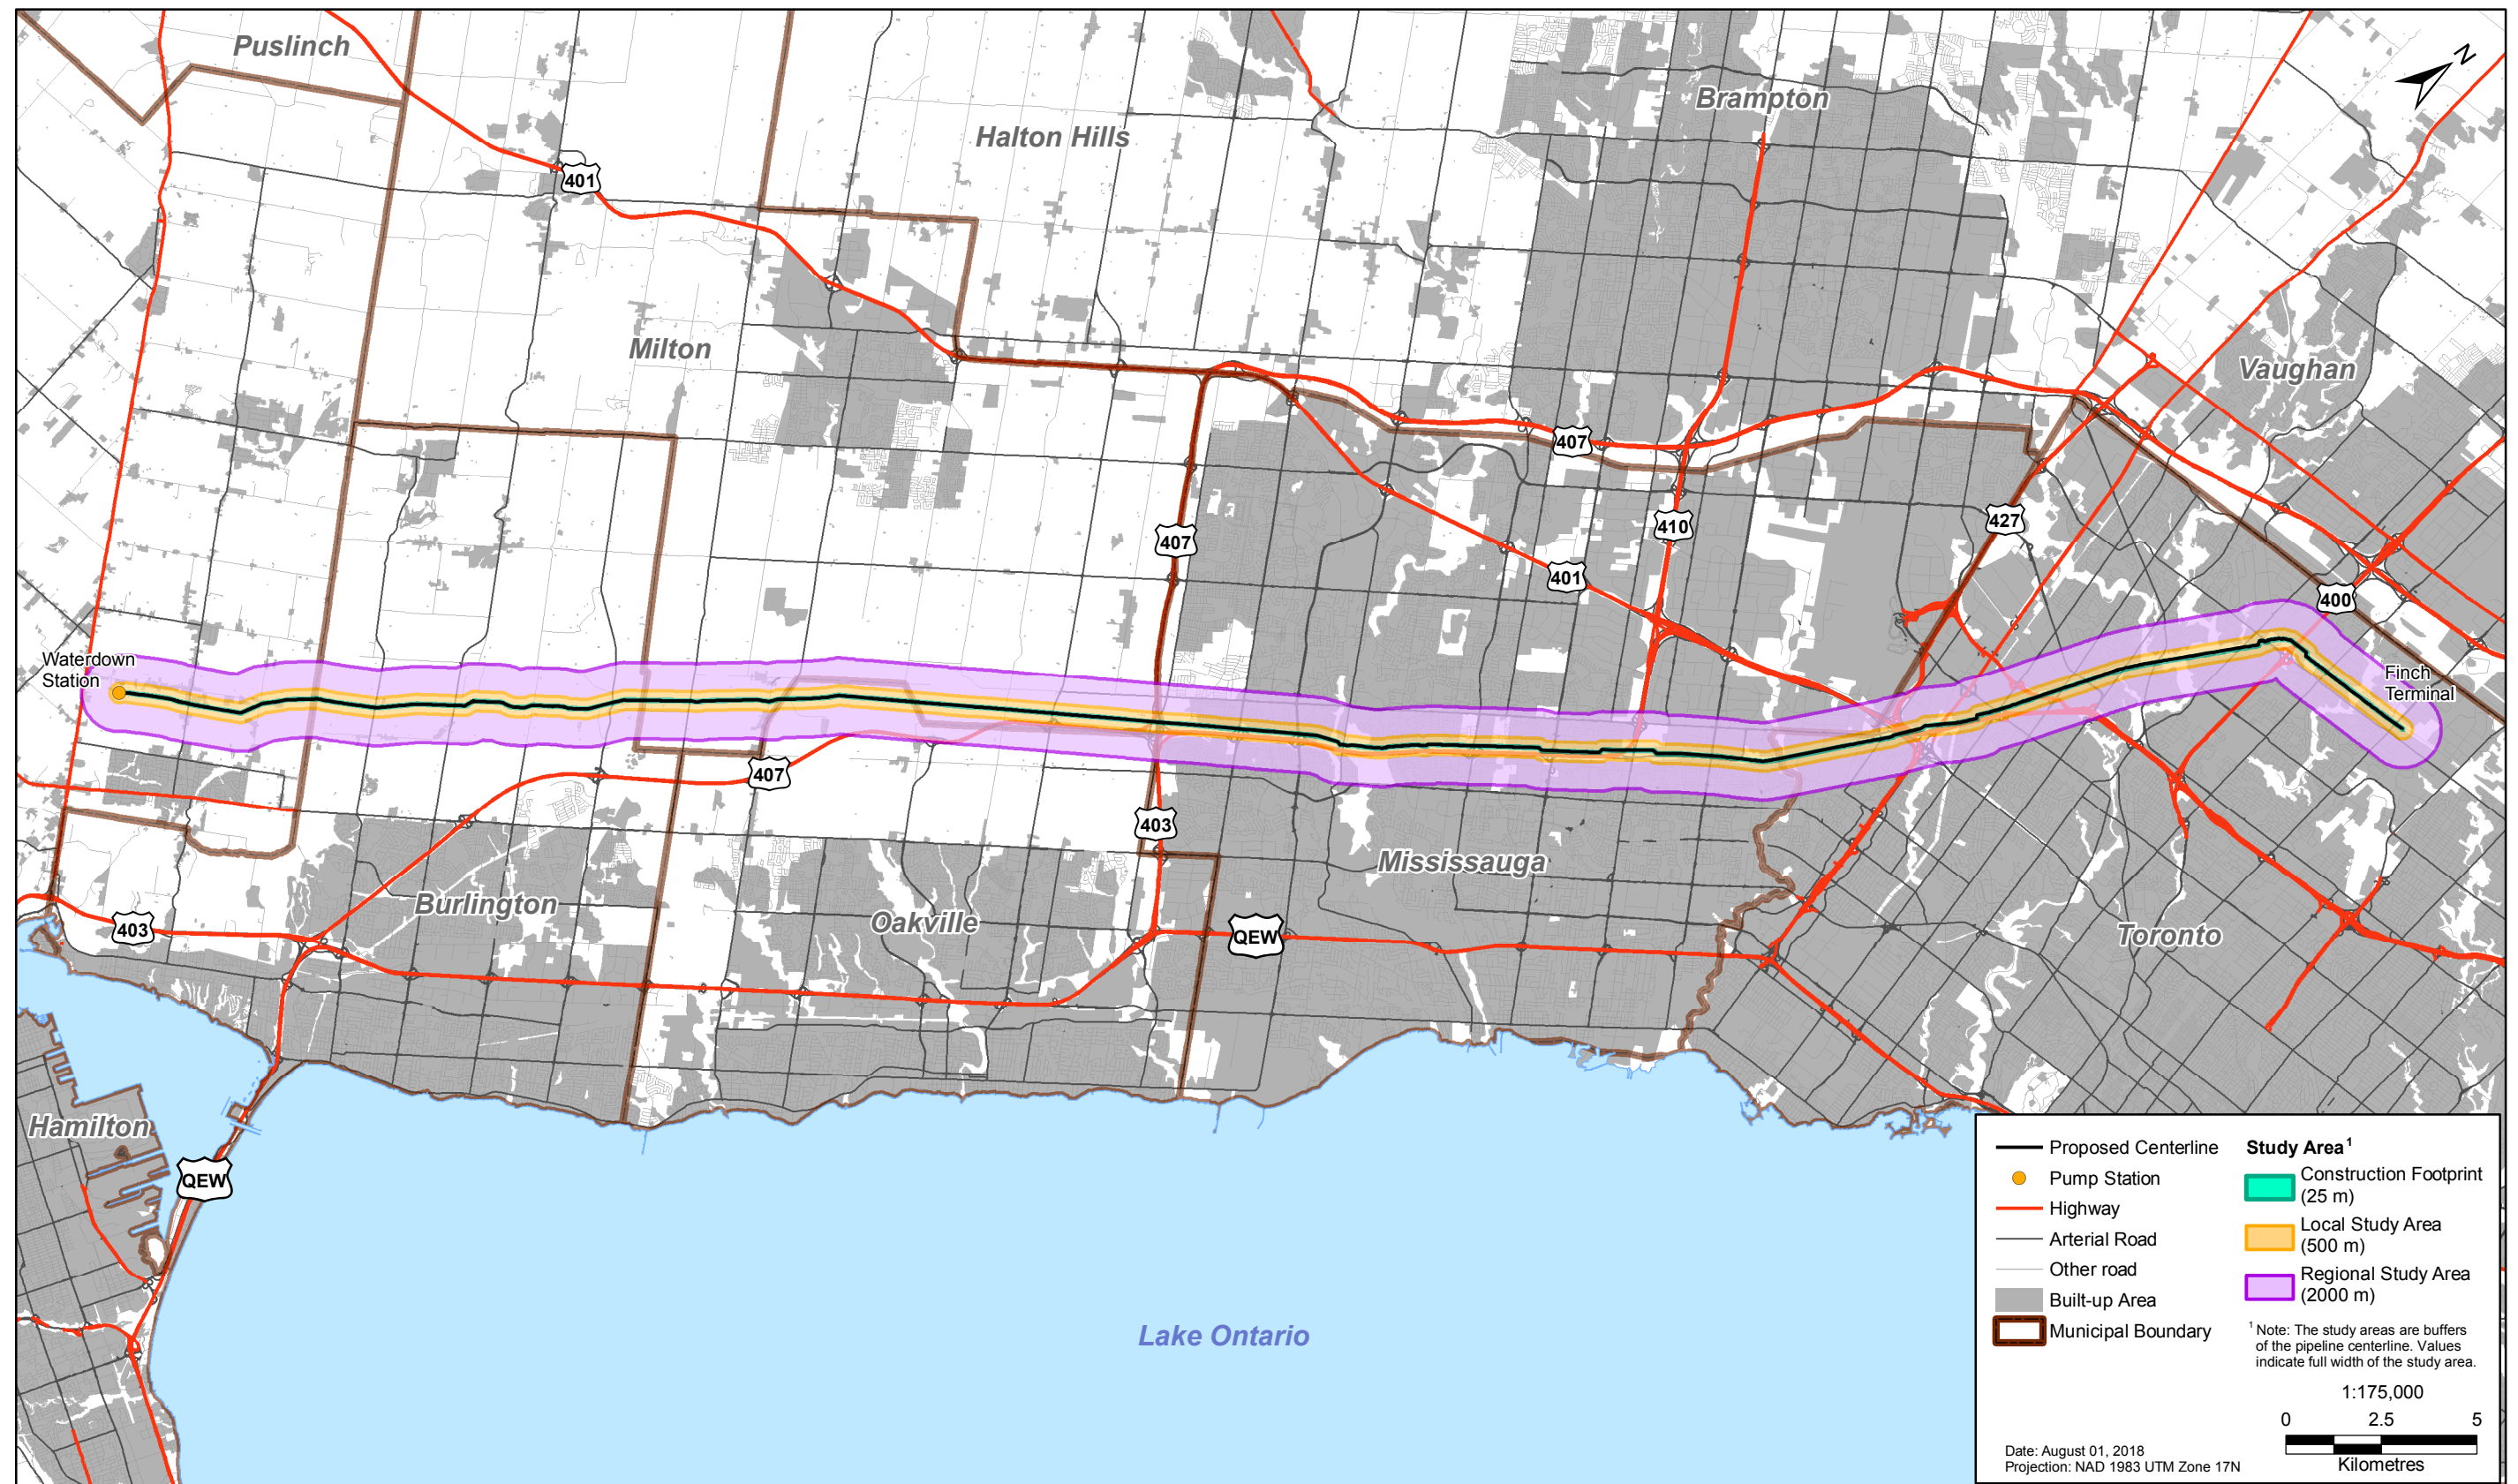 Puslinch
N
Brampton
Halton Hills
401
Milton
Vaughan
407
427
410
407
401
400
Waterdown
Station
Finch
Terminal
407
403
Mississauga
Burlington
Oakville
QEW
403
Toronto
Hamilton
QEW
Lake Ontario
Proposed Centerline
Pump Station
Highway
Arterial Road
Other road
Built-up Area
Municipal Boundary
Study Area¹
Construction Footprint
(25 m)
Local Study Area
(500 m)
Regional Study Area
(2000 m)
¹ Note: The study areas are buffers
of the pipeline centerline. Values
indicate full width of the study area.
1:175,000
0 2.5 5
Kilometres
Date: August 01, 2018
Projection: NAD 1983 UTM Zone 17N